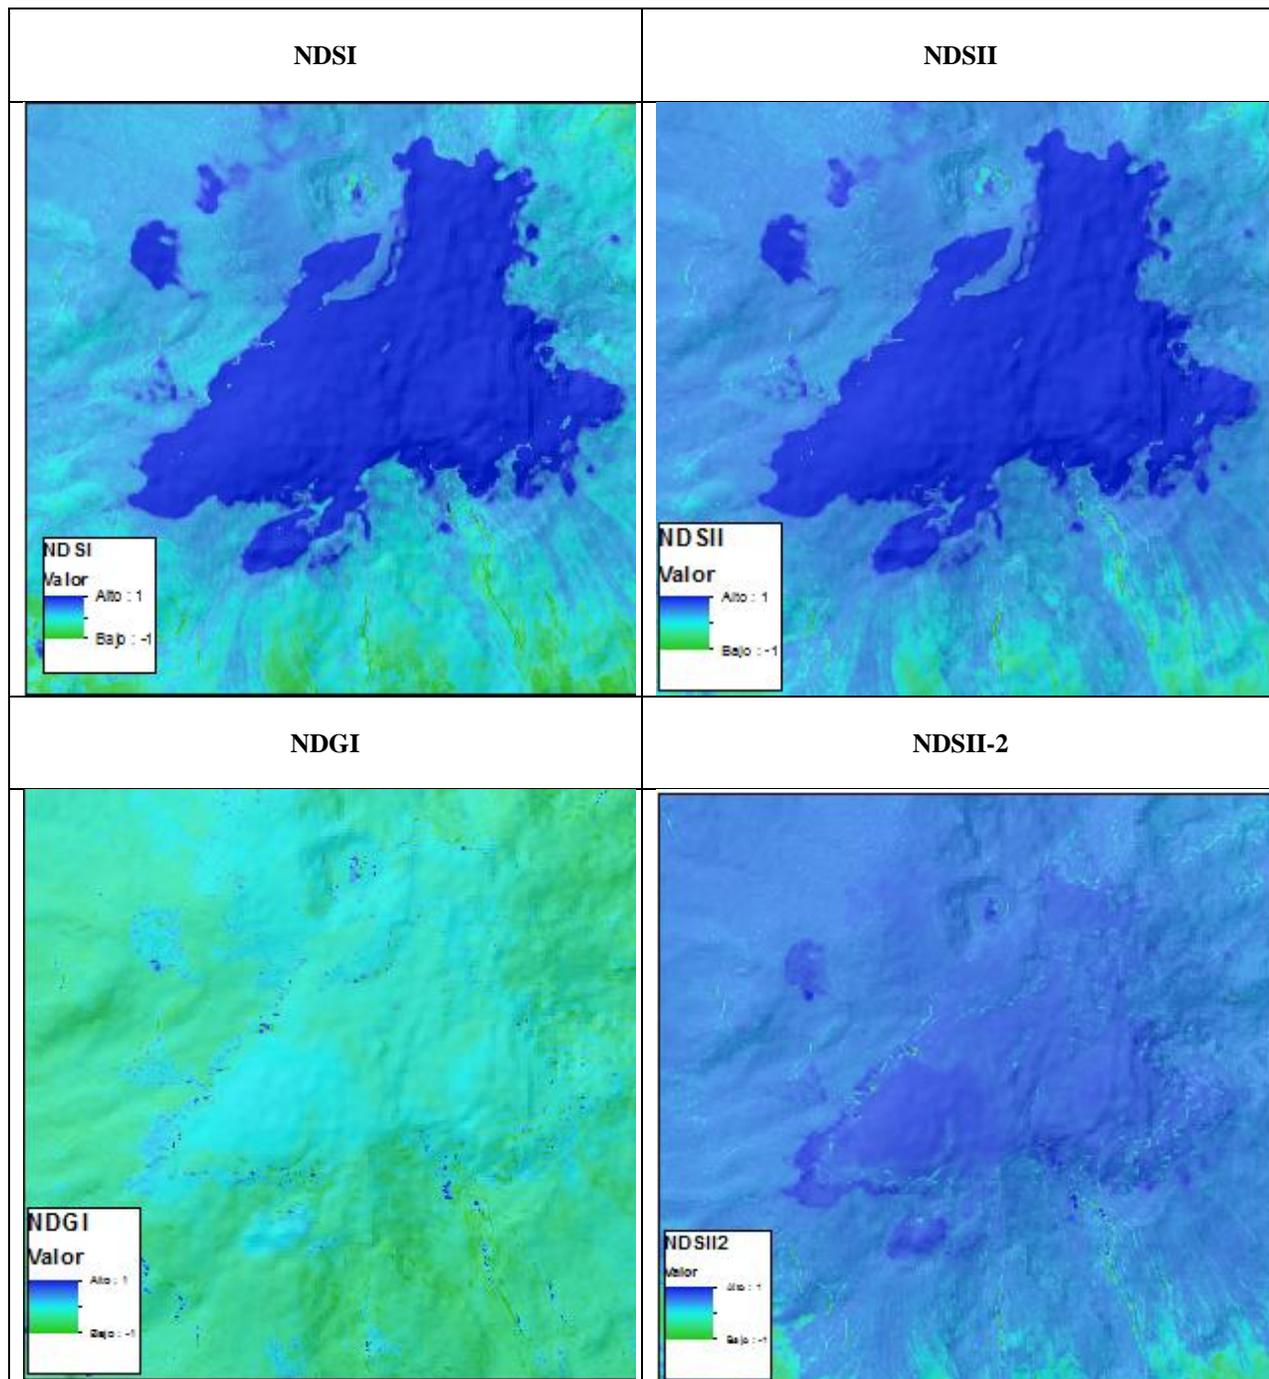 NDSI
NDSII
NDSI
Valor
Alto : 1
Bajo : -1
NDSII
Valor
Alto : 1
Bajo : -1
NDGI
NDSII-2
NDGI
Valor
Alto : 1
Bajo : -1
NDSII2
Valor
Alto : 1
Bajo : -1